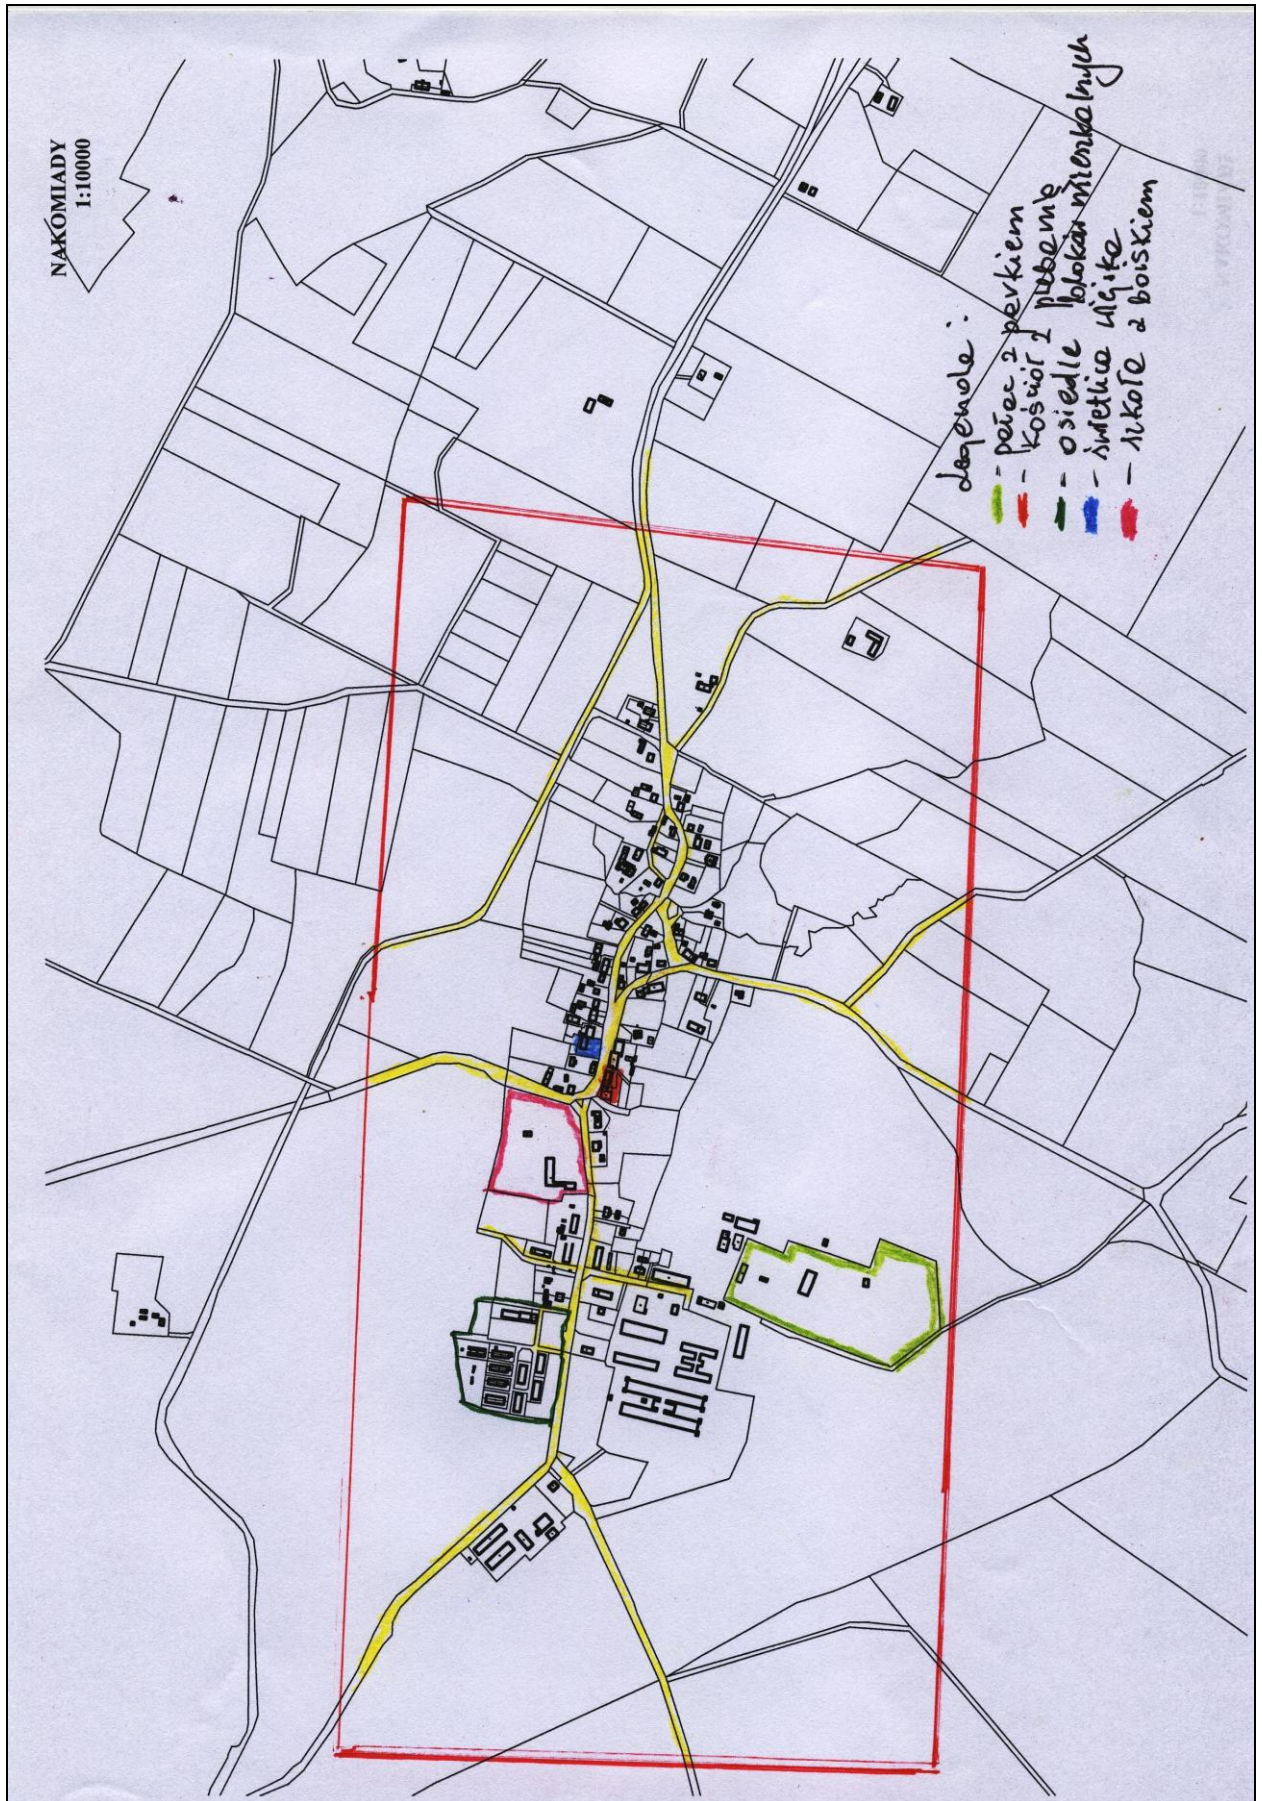 NAKOMIADY
1:10000
Legenda:
- pałac z parkiem
- kościół z plebanią
- osiedle bloków mieszkalnych
- świetlica wiejska
- szkoła z boiskiem